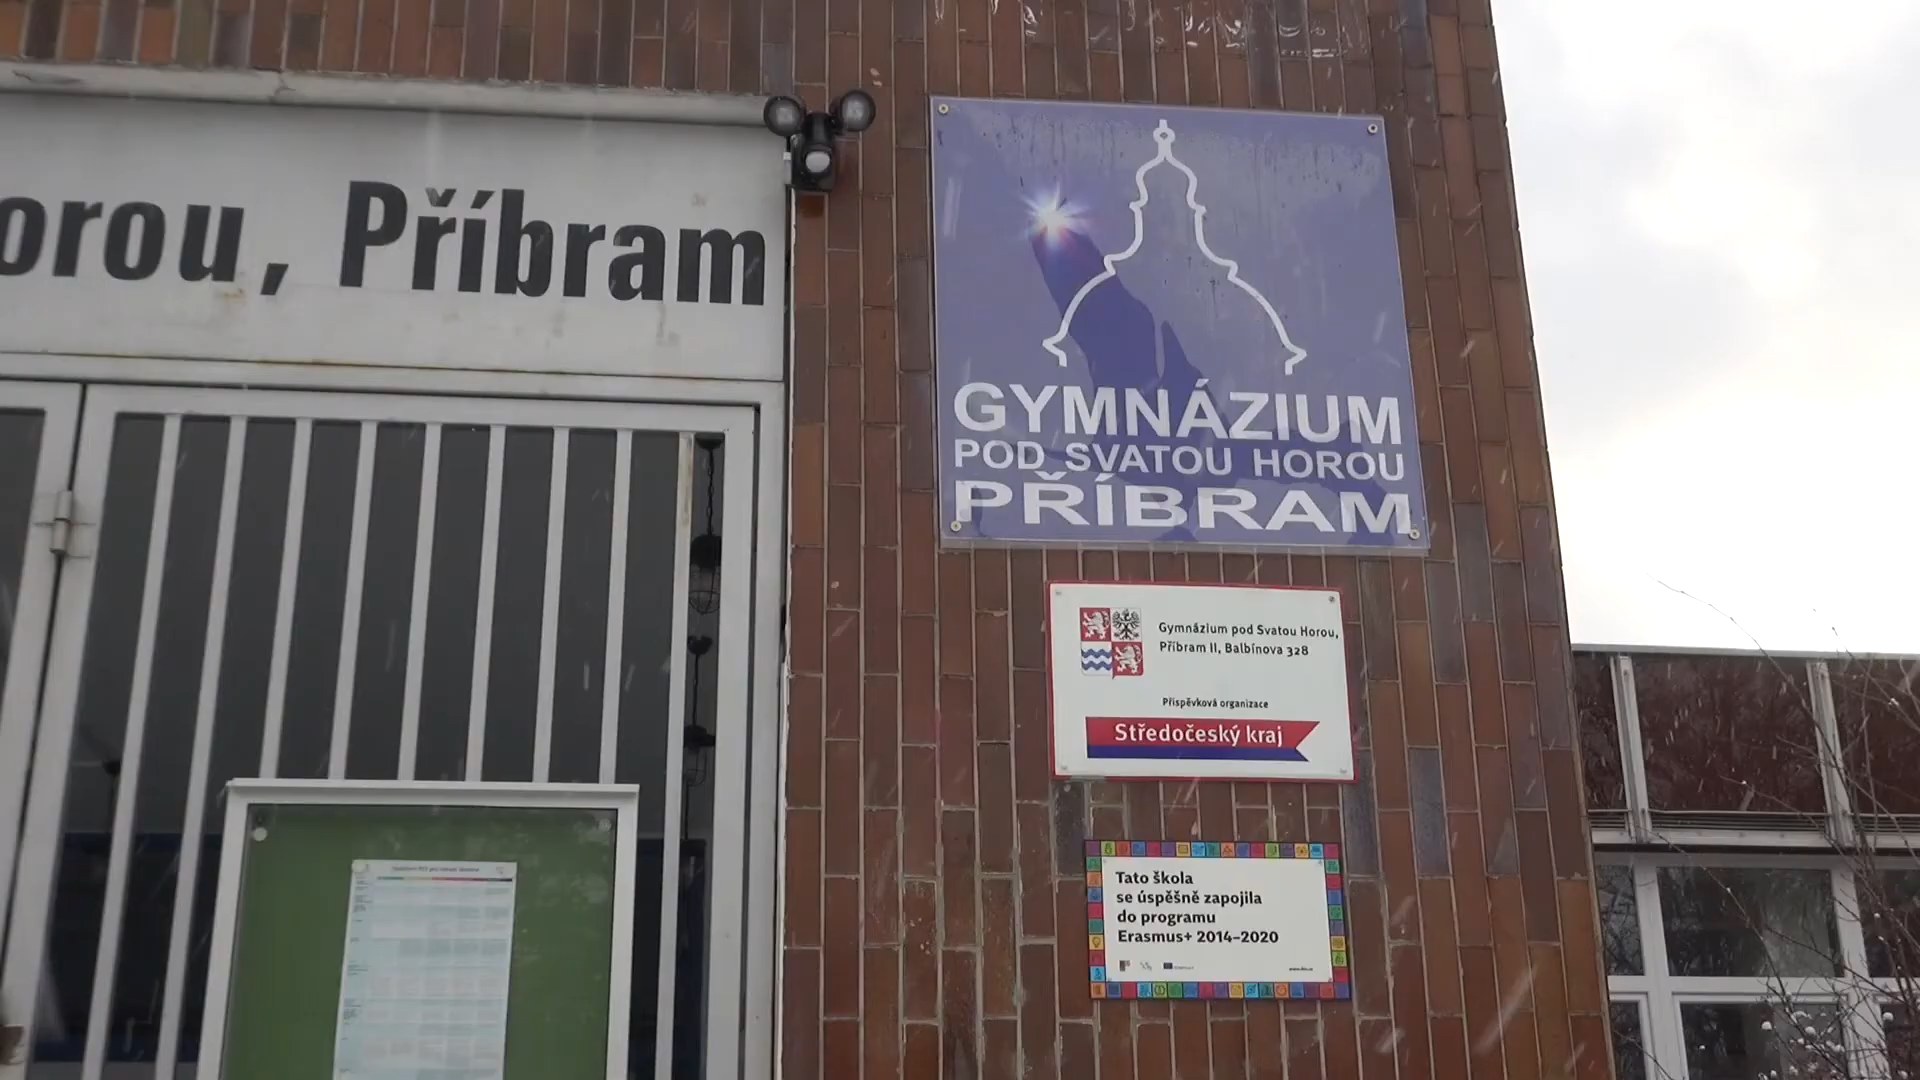 orou, Příbram
GYMNÁZIUM
POD SVATOU HOROU
PŘÍBRAM
Gymnázium pod Svatou Horou,
Příbram II, Balbínova 328
Příspěvková organizace
Středočeský kraj
Tato škola
se úspěšně zapojila
do programu
Erasmus+ 2014–2020